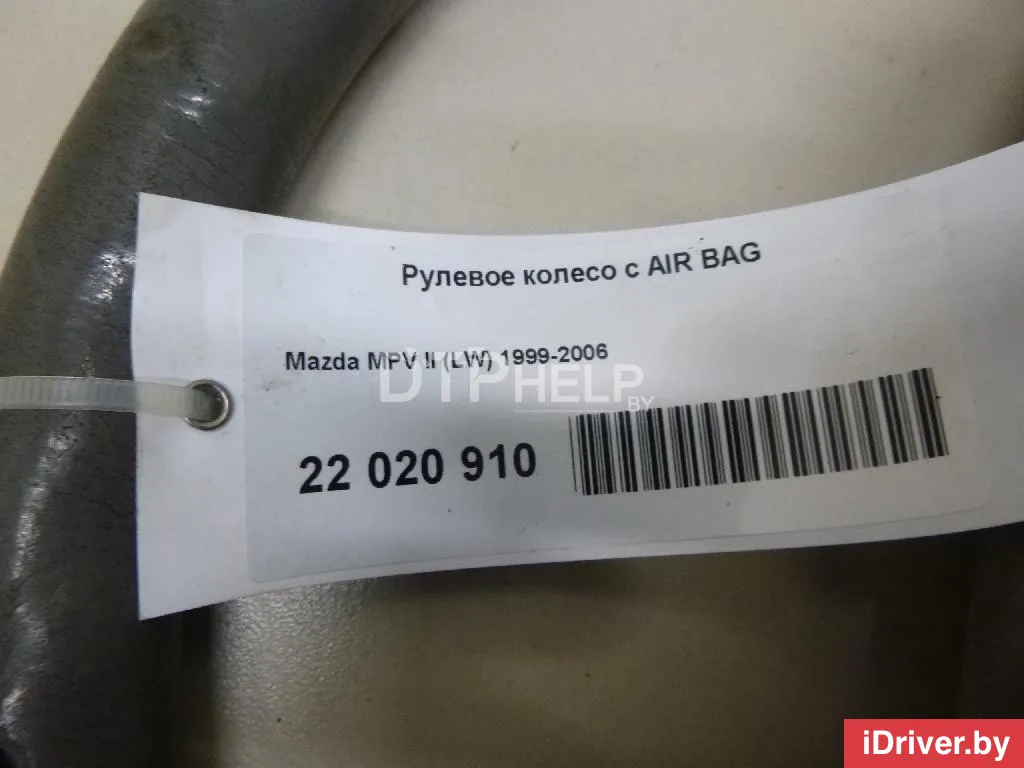 Рулевое колесо с AIR BAG
Mazda MPV II (LW) 1999-2006
DTPHELP
BY
22 020 910
iDriver.by